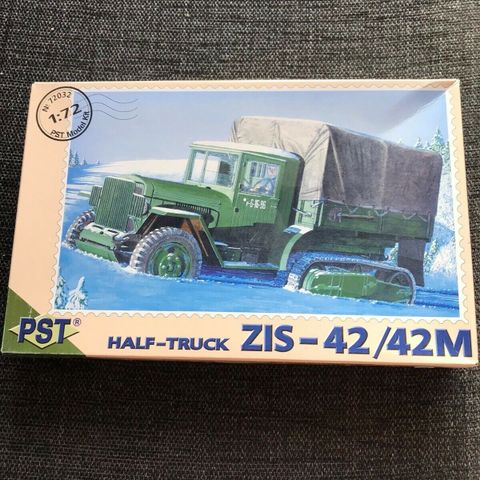 № 72032
1:72
PST Model Kit
PST®
HALF-TRUCK ZIS-42/42M